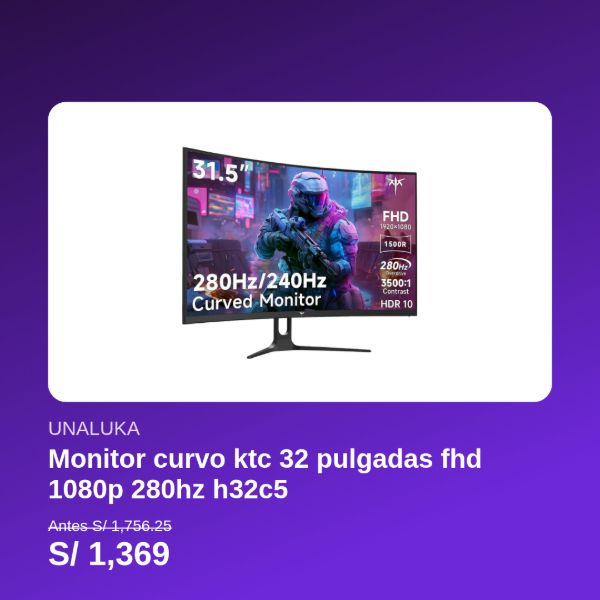 31.5"
FHD
1920×1080
1500R
280Hz
Overdrive
3500:1
Contrast
HDR 10
280Hz/240Hz
Curved Monitor
UNALUKA
Monitor curvo ktc 32 pulgadas fhd
1080p 280hz h32c5
Antes S/ 1,756.25
S/ 1,369